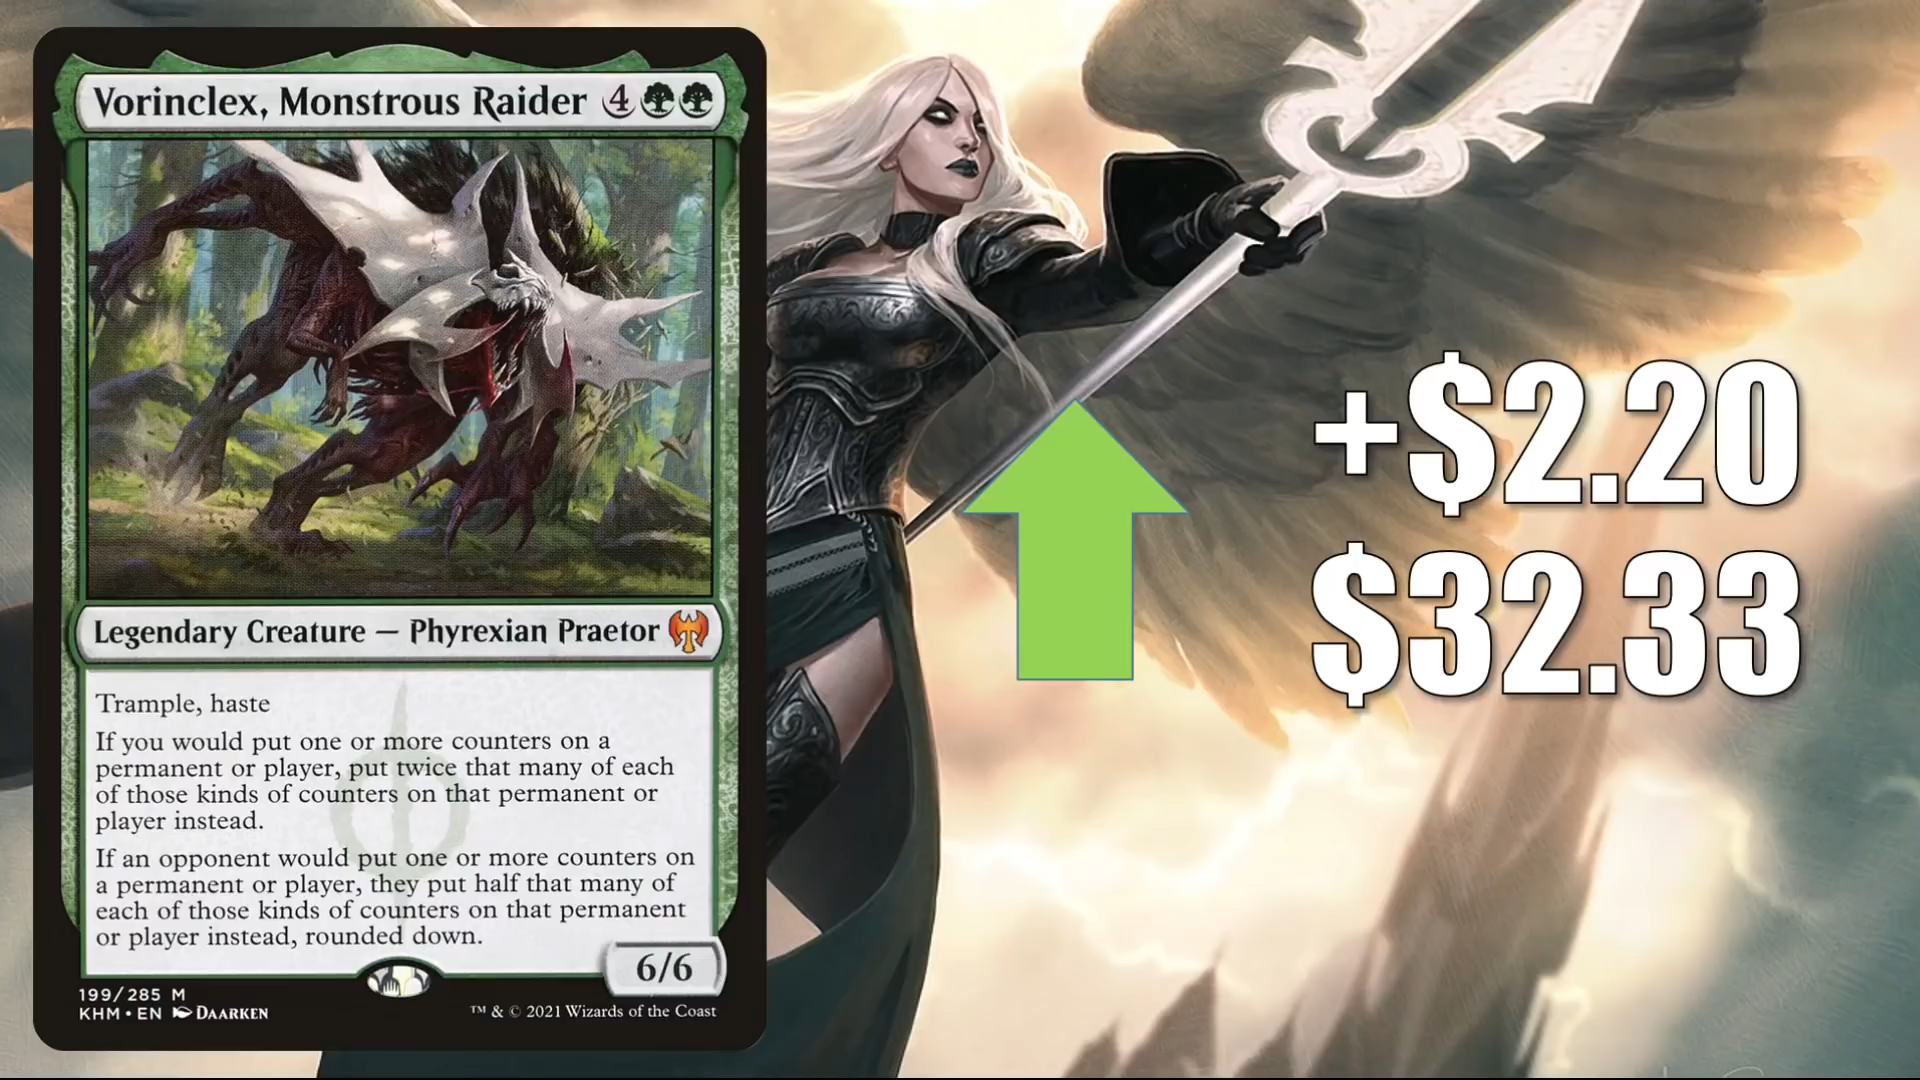 Vorinclex, Monstrous Raider 4
Legendary Creature — Phyrexian Praetor
Trample, haste
If you would put one or more counters on a
permanent or player, put twice that many of each
of those kinds of counters on that permanent or
player instead.
If an opponent would put one or more counters on
a permanent or player, they put half that many of
each of those kinds of counters on that permanent
or player instead, rounded down.
6/6
199/285 M
KHM • EN DAARKEN
™ & © 2021 Wizards of the Coast
+$2.20
$32.33